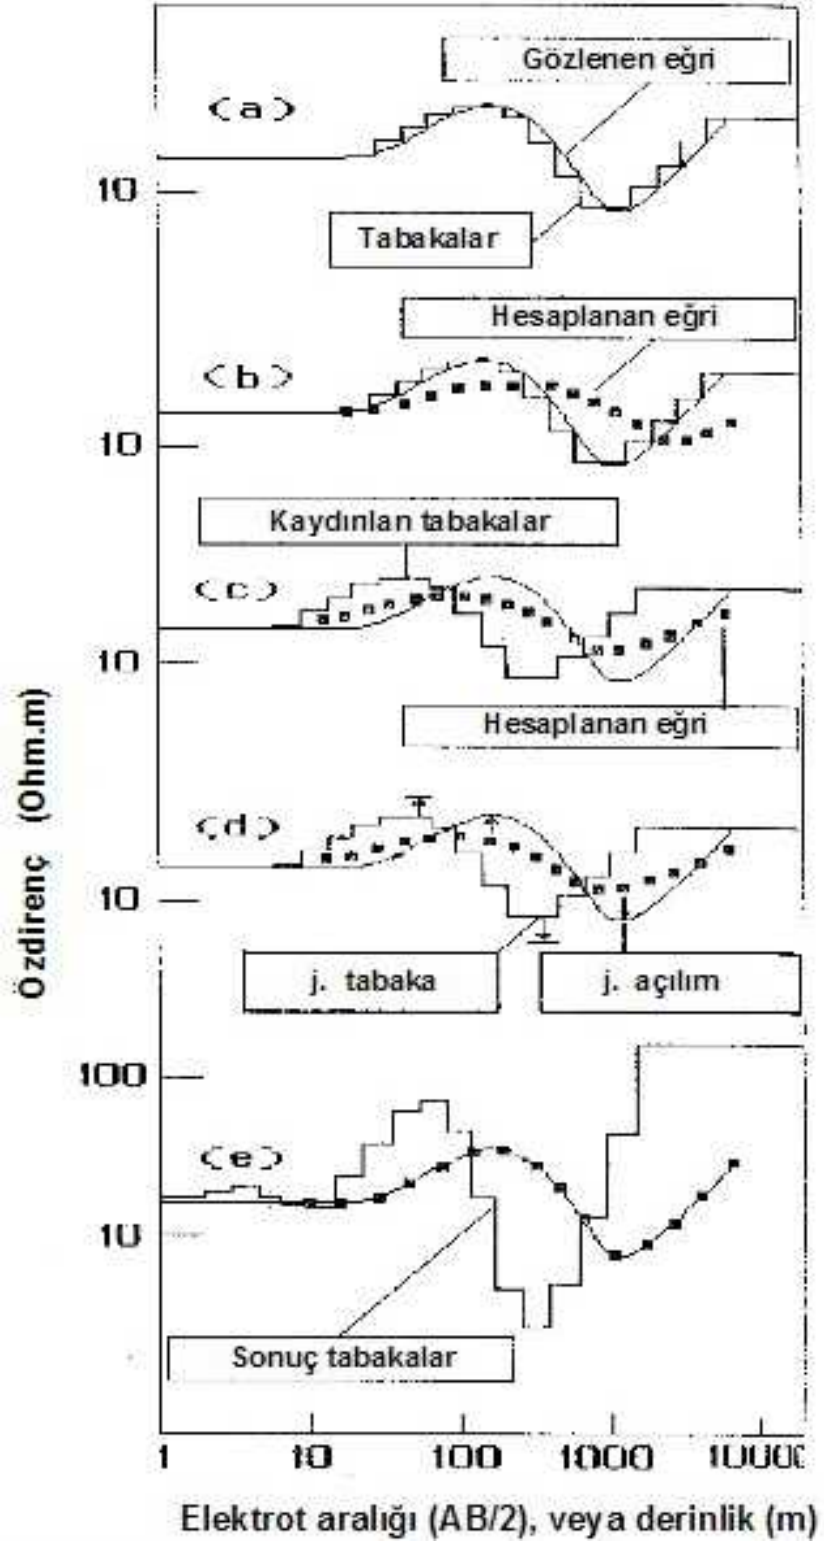 (a)
Gözlenen eğri
10
Tabakalar
Hesaplanan eğri
(b)
10
Kaydınlan tabakalar
(c)
10
Hesaplanan eğri
(d)
10
j. tabaka
j. açılım
100
(e)
10
Sonuç tabakalar
1 10 100 1000 10000
Özdirenç (Ohm.m)
Elektrot aralığı (AB/2), veya derinlik (m)